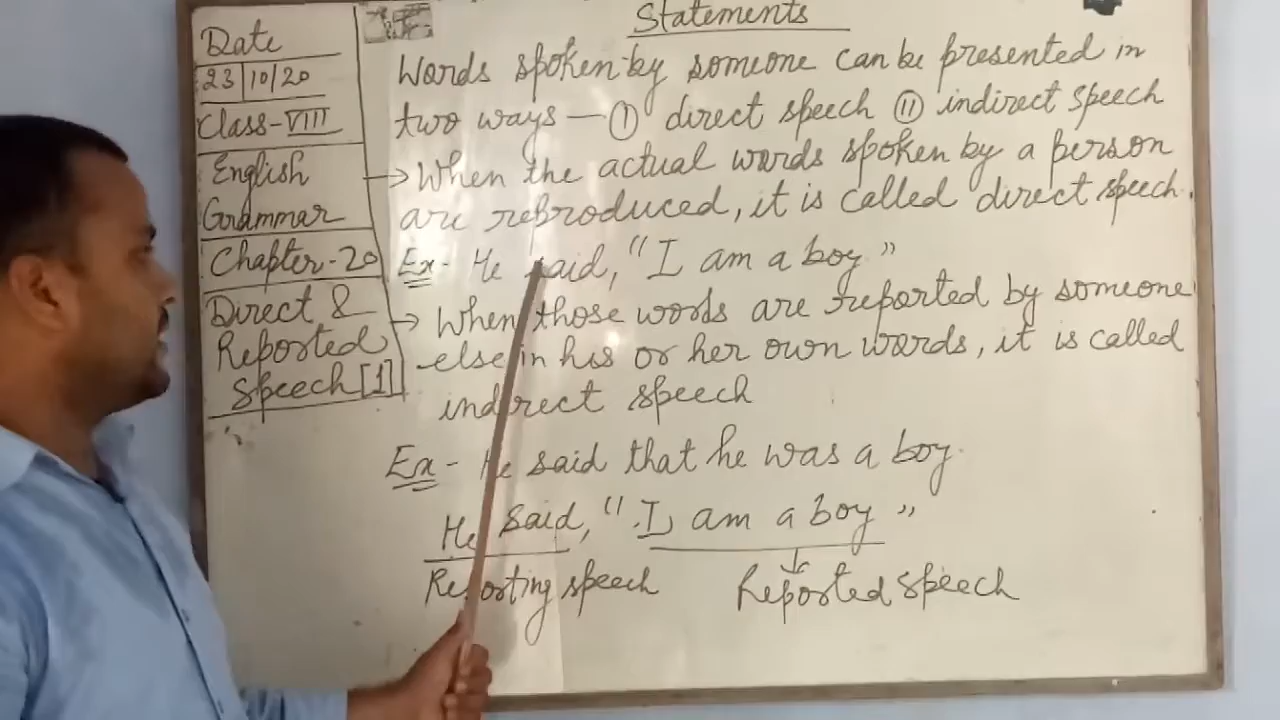 Statements
Date
23/10/20
Class-VIII
English
Grammar
Chapter-20
Direct &
Reported
Speech [1]
Words spoken by someone can be presented in
two ways — (I) direct speech (II) indirect speech
→ When the actual words spoken by a person
are reproduced, it is called direct speech.
Ex- He said, "I am a boy"
→ When those words are reported by someone
else in his or her own words, it is called
indirect speech
Ex- He said that he was a boy.
He said, "I am a boy"
Reporting speech
Reported speech